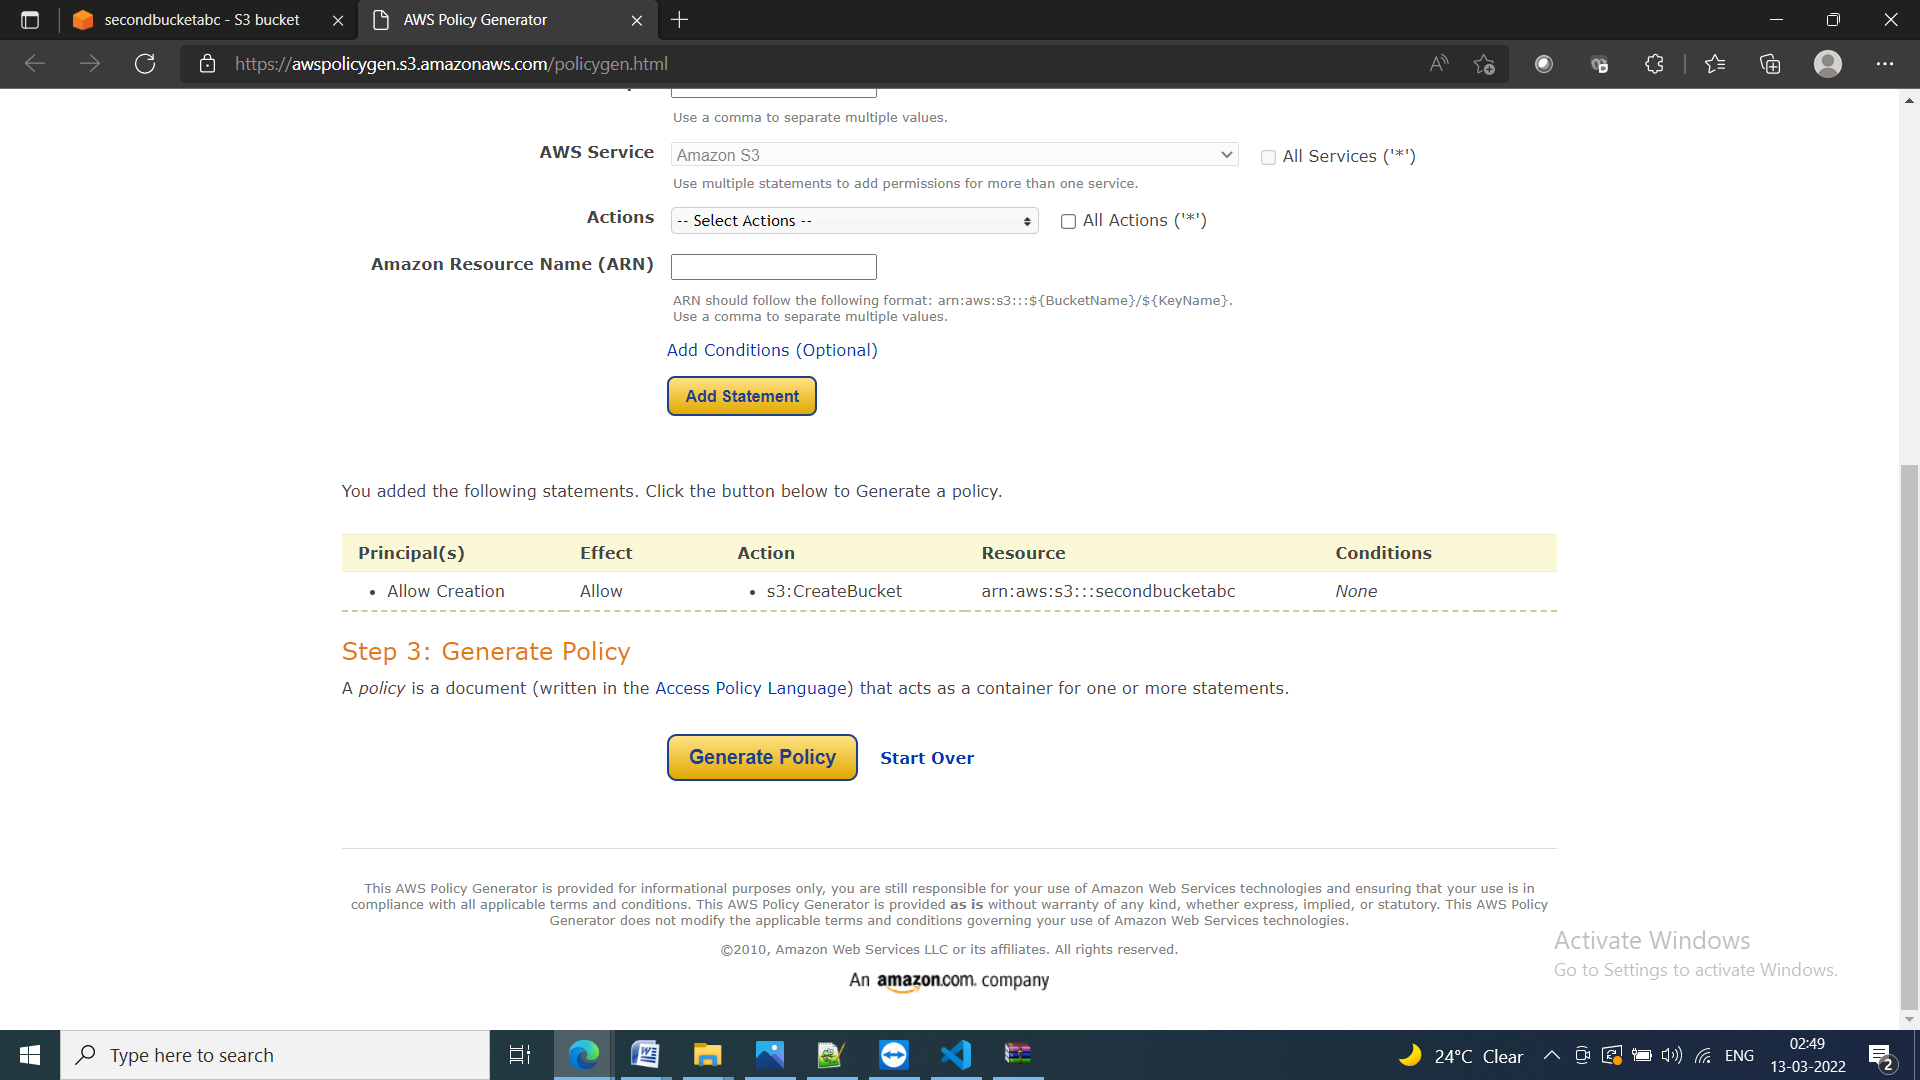 secondbucketabc - S3 bucket
AWS Policy Generator
https://awspolicygen.s3.amazonaws.com/policygen.html
Use a comma to separate multiple values.
AWS Service
Amazon S3
All Services ('*')
Use multiple statements to add permissions for more than one service.
Actions
-- Select Actions --
All Actions ('*')
Amazon Resource Name (ARN)
ARN should follow the following format: arn:aws:s3:::${BucketName}/${KeyName}.
Use a comma to separate multiple values.
Add Conditions (Optional)
Add Statement
You added the following statements. Click the button below to Generate a policy.
Principal(s) Effect Action Resource Conditions
• Allow Creation Allow • s3:CreateBucket arn:aws:s3:::secondbucketabc None
Step 3: Generate Policy
A policy is a document (written in the Access Policy Language) that acts as a container for one or more statements.
Generate Policy Start Over
This AWS Policy Generator is provided for informational purposes only, you are still responsible for your use of Amazon Web Services technologies and ensuring that your use is in
compliance with all applicable terms and conditions. This AWS Policy Generator is provided as is without warranty of any kind, whether express, implied, or statutory. This AWS Policy
Generator does not modify the applicable terms and conditions governing your use of Amazon Web Services technologies.
©2010, Amazon Web Services LLC or its affiliates. All rights reserved.
An amazon.com. company
Activate Windows
Go to Settings to activate Windows.
Type here to search
24°C Clear
ENG
02:49
13-03-2022
2